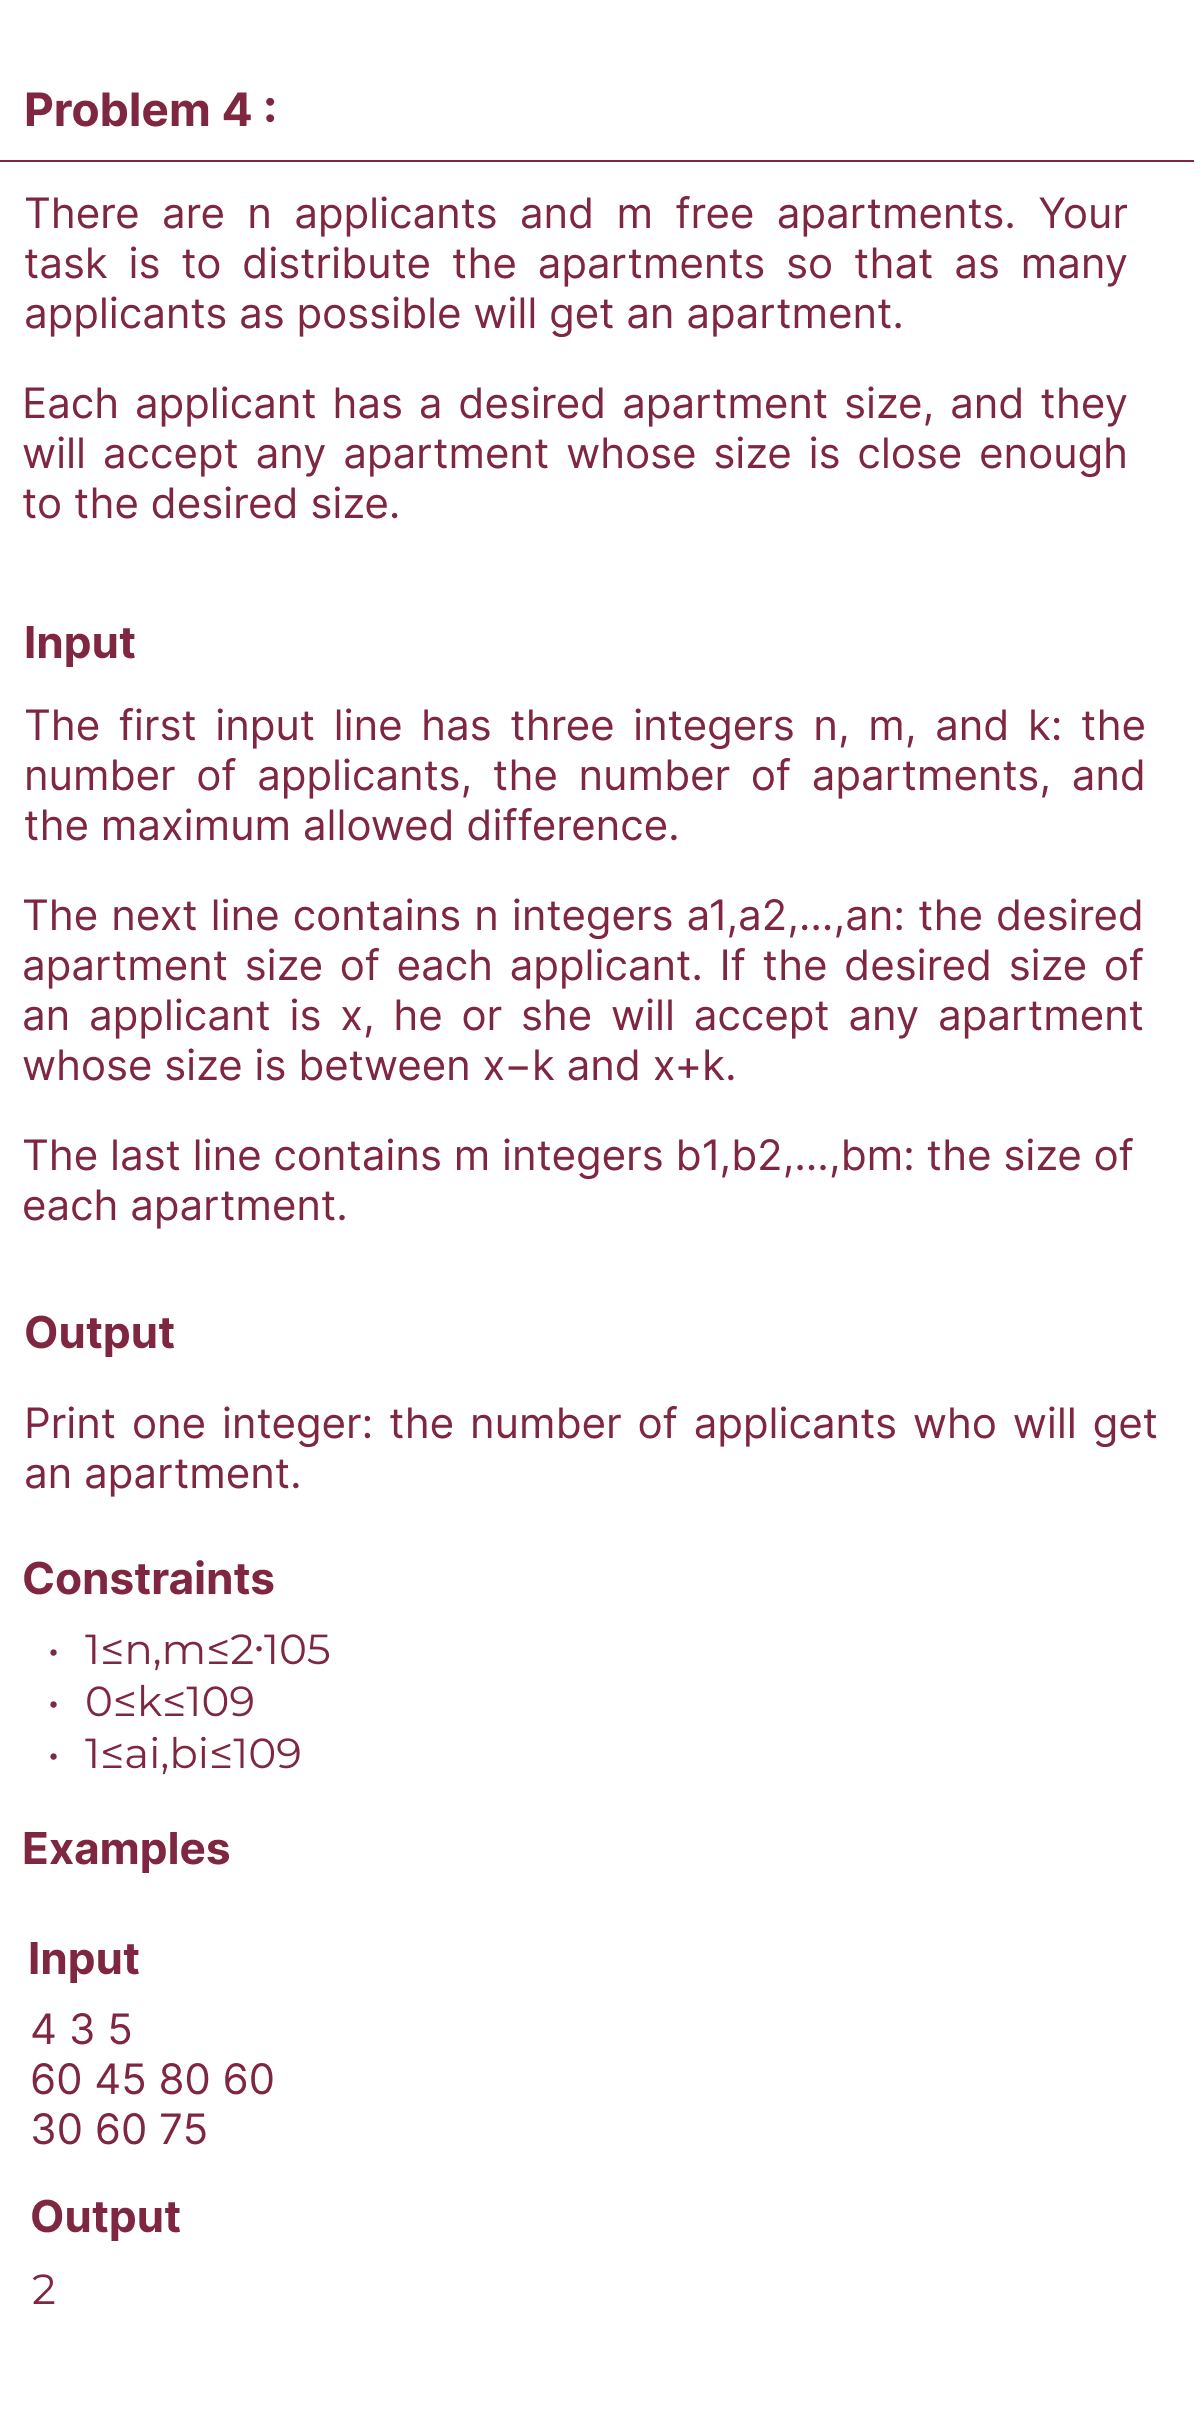 Problem 4 :
There are n applicants and m free apartments. Your
task is to distribute the apartments so that as many
applicants as possible will get an apartment.
Each applicant has a desired apartment size, and they
will accept any apartment whose size is close enough
to the desired size.
Input
The first input line has three integers n, m, and k: the
number of applicants, the number of apartments, and
the maximum allowed difference.
The next line contains n integers a1,a2,…,an: the desired
apartment size of each applicant. If the desired size of
an applicant is x, he or she will accept any apartment
whose size is between x−k and x+k.
The last line contains m integers b1,b2,…,bm: the size of
each apartment.
Output
Print one integer: the number of applicants who will get
an apartment.
Constraints
• 1≤n,m≤2⋅105
• 0≤k≤109
• 1≤ai,bi≤109
Examples
Input
4 3 5
60 45 80 60
30 60 75
Output
2